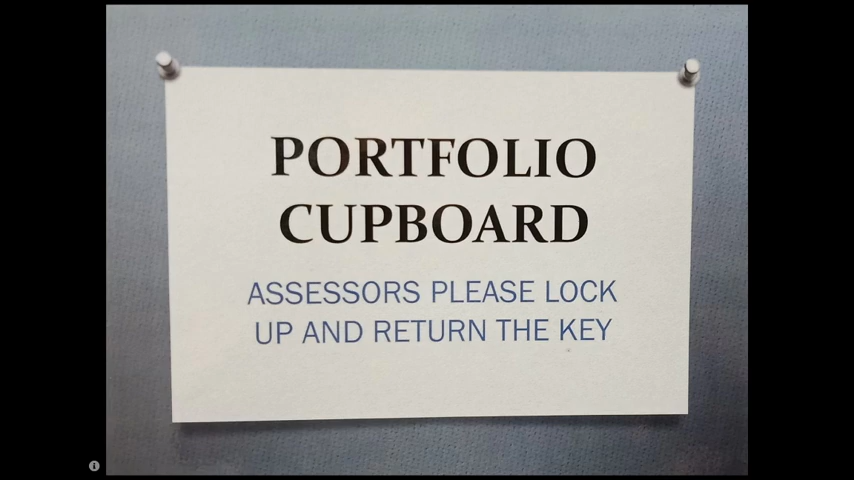 PORTFOLIO
CUPBOARD
ASSESSORS PLEASE LOCK
UP AND RETURN THE KEY